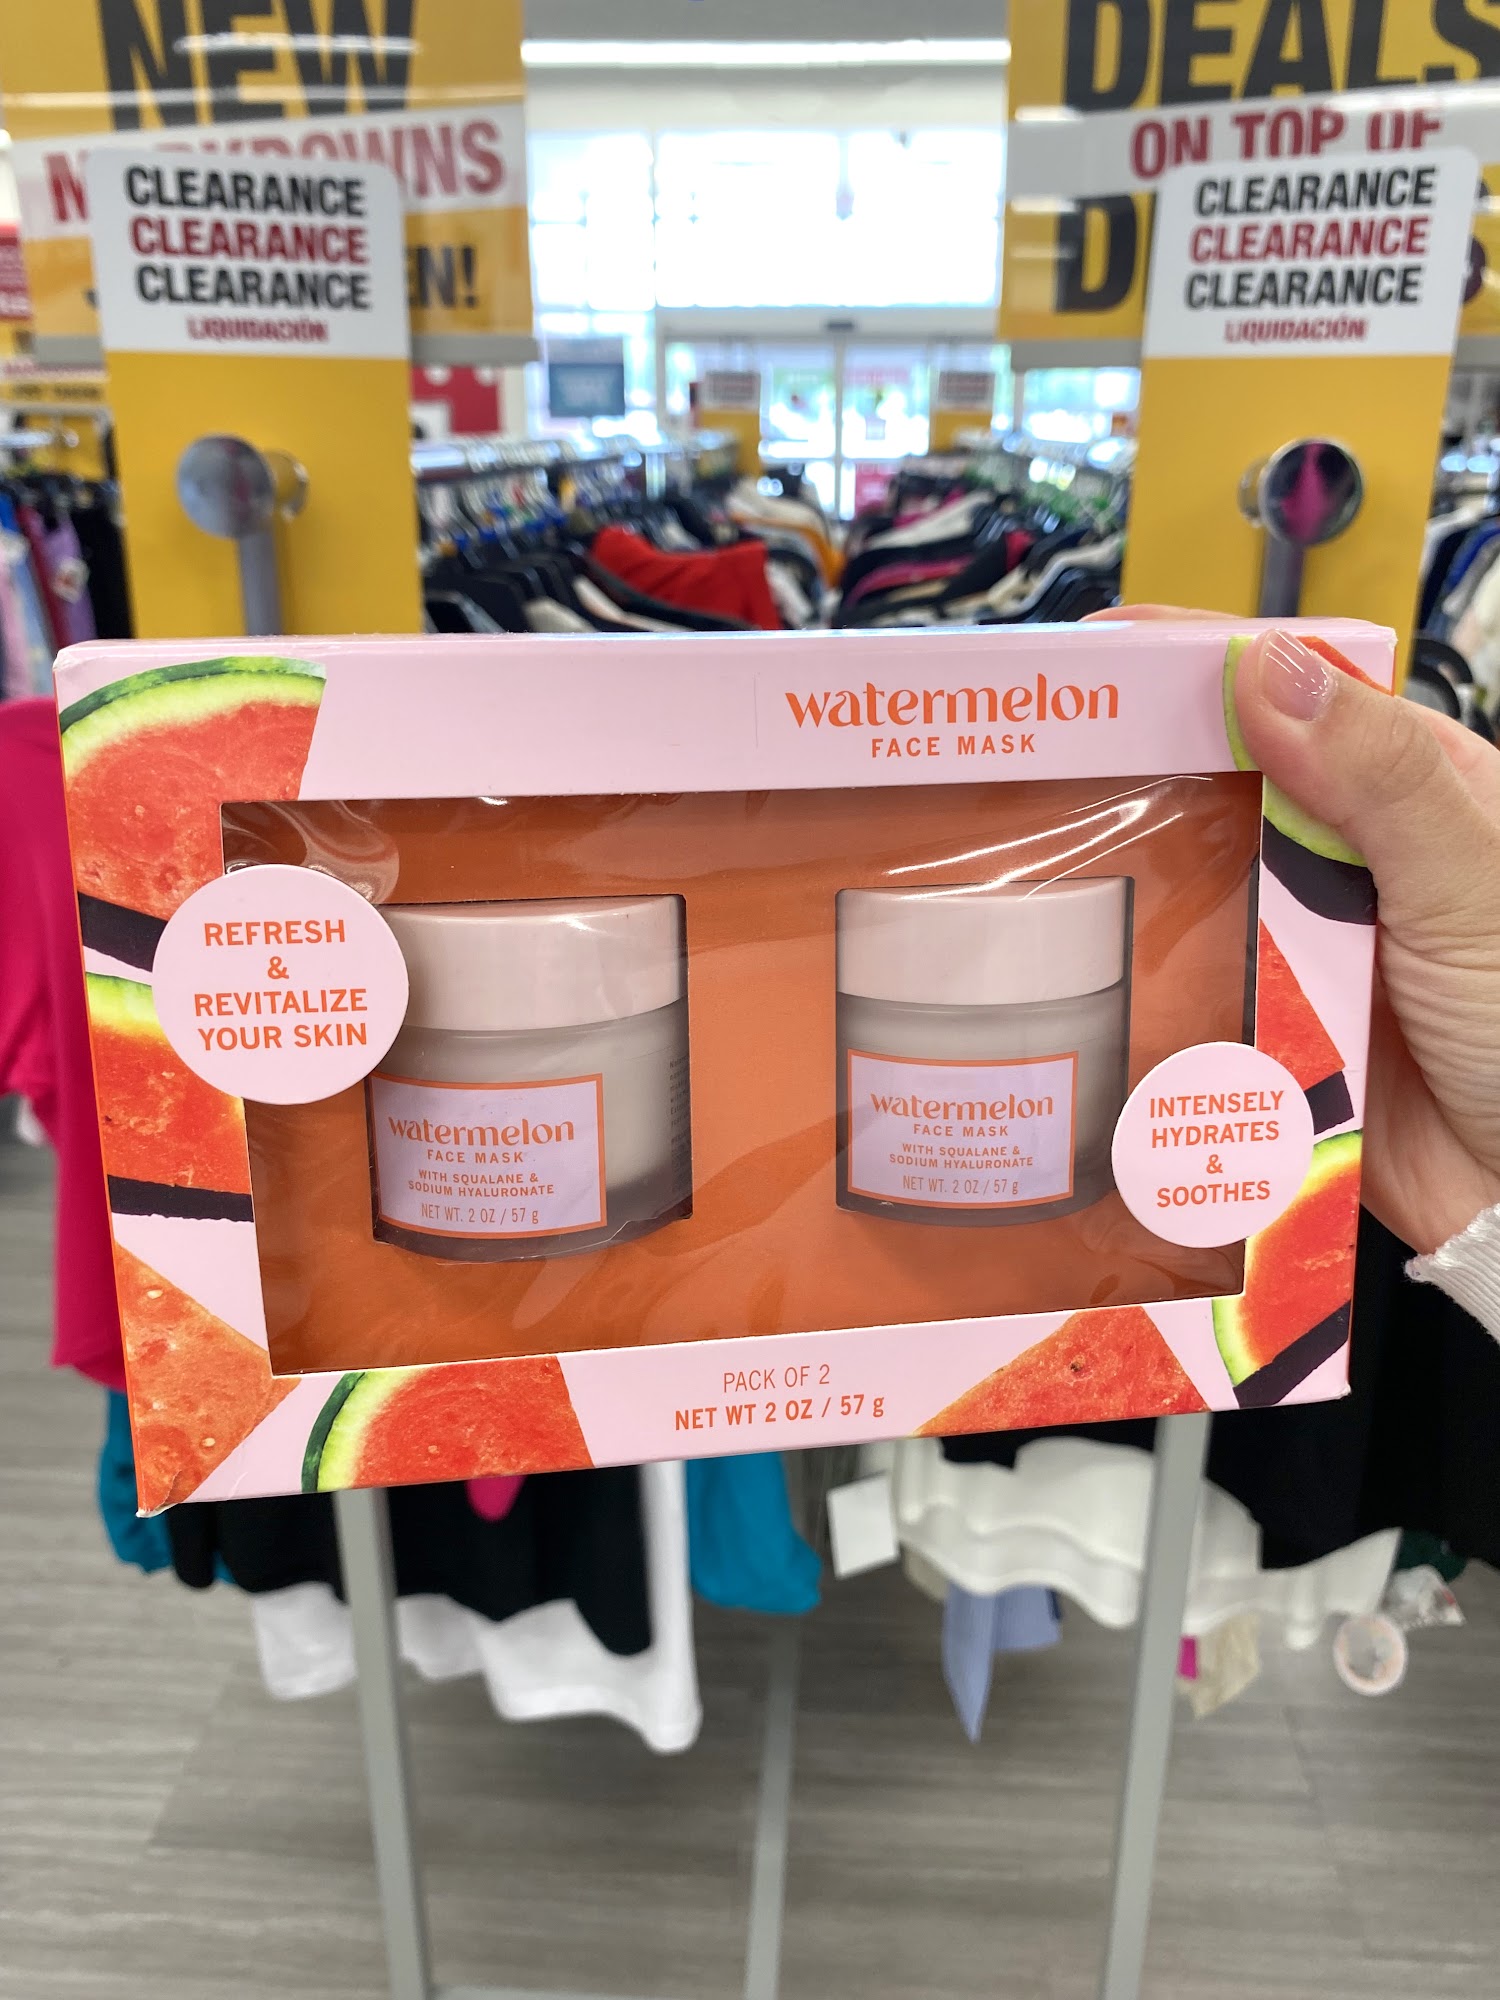 NEW
CLEARANCE
CLEARANCE
CLEARANCE
LIQUIDACIÓN
DEALS
ON TOP OF
CLEARANCE
CLEARANCE
CLEARANCE
LIQUIDACIÓN
watermelon
FACE MASK
REFRESH
&
REVITALIZE
YOUR SKIN
watermelon
FACE MASK
WITH SQUALANE &
SODIUM HYALURONATE
NET WT. 2 OZ / 57 g
watermelon
FACE MASK
WITH SQUALANE &
SODIUM HYALURONATE
NET WT. 2 OZ / 57 g
INTENSELY
HYDRATES
&
SOOTHES
PACK OF 2
NET WT 2 OZ / 57 g